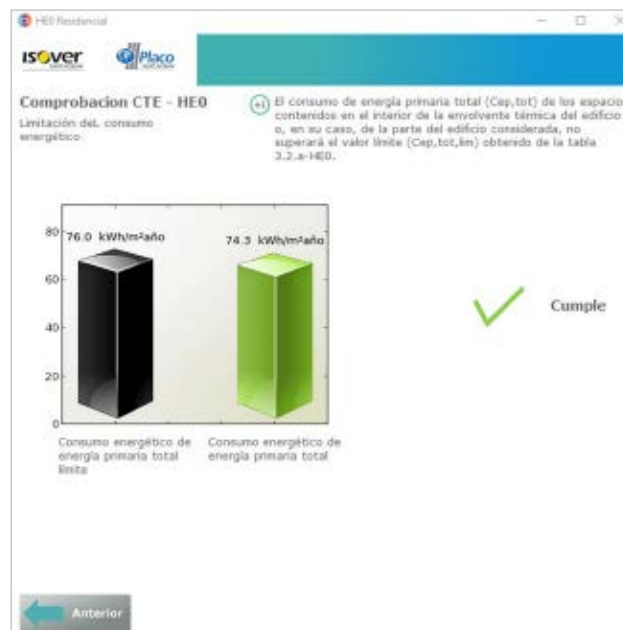 HE0 Residencial
isover
Placo
Comprobacion CTE - HE0
Limitación deL consumo
energético
+i
El consumo de energía primaria total (Cep,tot) de los espacios
contenidos en el interior de la envolvente térmica del edificio
o, en su caso, de la parte del edificio considerada, no
superará el valor límite (Cep,tot,lim) obtenido de la tabla
3.2.a-HE0.
80
60
40
20
0
76.0 kWh/m²año
74.3 kWh/m²año
Consumo energético de
energía primaria total
límite
Consumo energético de
energía primaria total
Cumple
Anterior